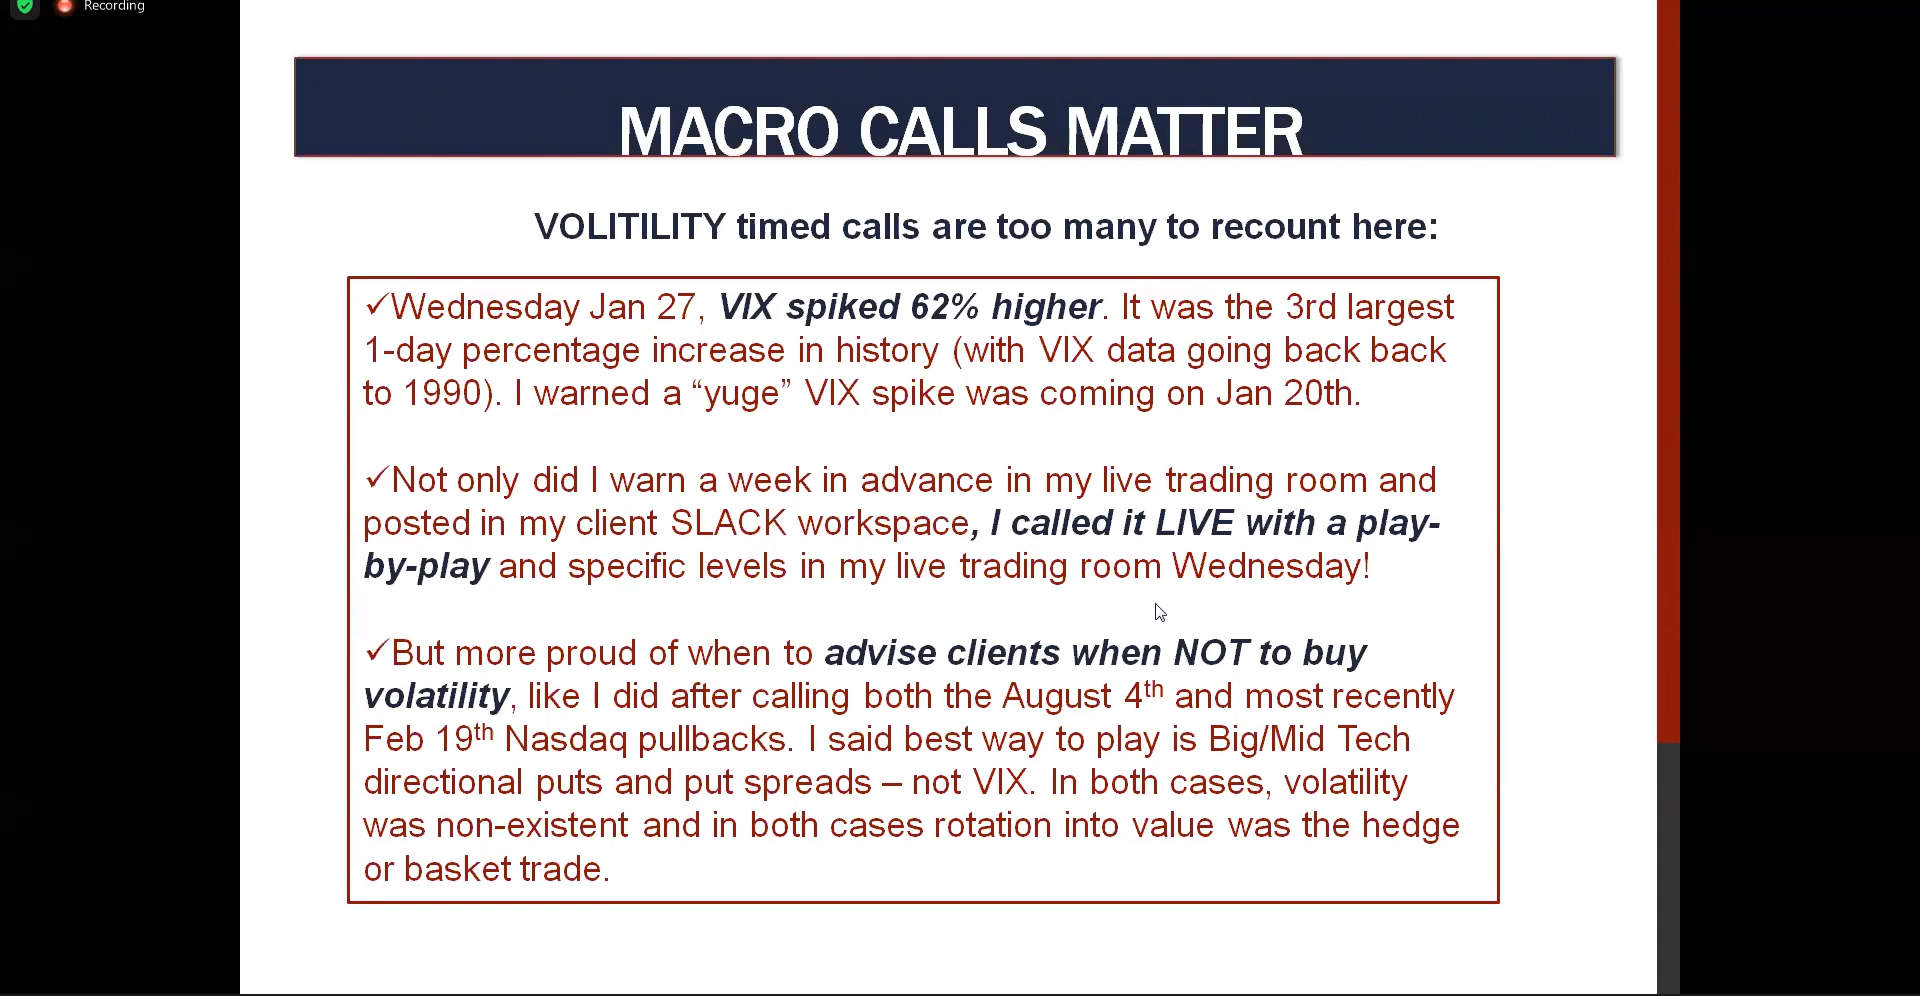 Recording
MACRO CALLS MATTER
VOLITILITY timed calls are too many to recount here:
✓Wednesday Jan 27, VIX spiked 62% higher. It was the 3rd largest
1-day percentage increase in history (with VIX data going back back
to 1990). I warned a “yuge” VIX spike was coming on Jan 20th.
✓Not only did I warn a week in advance in my live trading room and
posted in my client SLACK workspace, I called it LIVE with a play-
by-play and specific levels in my live trading room Wednesday!
✓But more proud of when to advise clients when NOT to buy
volatility, like I did after calling both the August 4th and most recently
Feb 19th Nasdaq pullbacks. I said best way to play is Big/Mid Tech
directional puts and put spreads – not VIX. In both cases, volatility
was non-existent and in both cases rotation into value was the hedge
or basket trade.